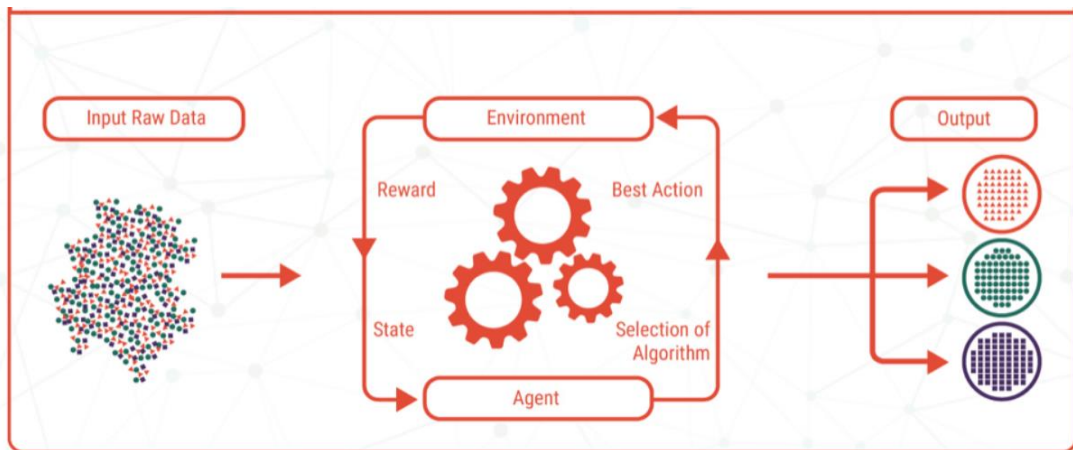 Input Raw Data
Environment
Output
Reward
Best Action
State
Selection of
Algorithm
Agent